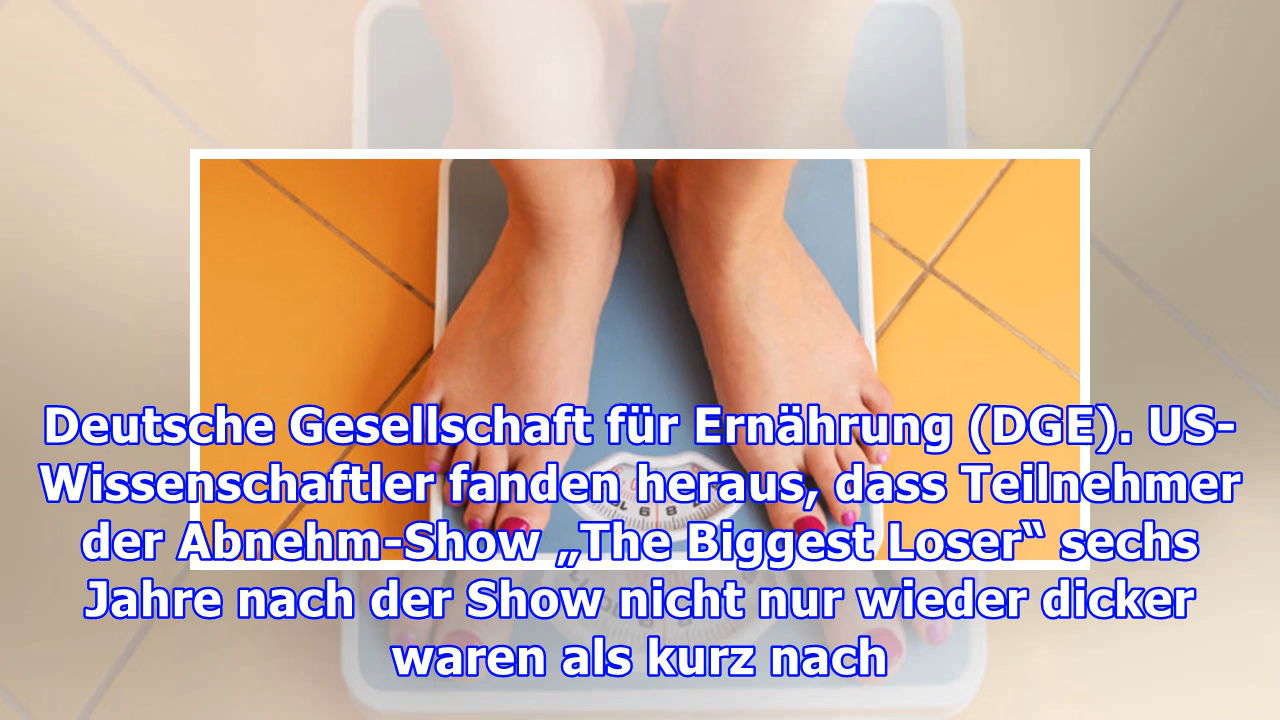 Deutsche Gesellschaft für Ernährung (DGE). US-
Wissenschaftler fanden heraus, dass Teilnehmer
der Abnehm-Show „The Biggest Loser“ sechs
Jahre nach der Show nicht nur wieder dicker
waren als kurz nach